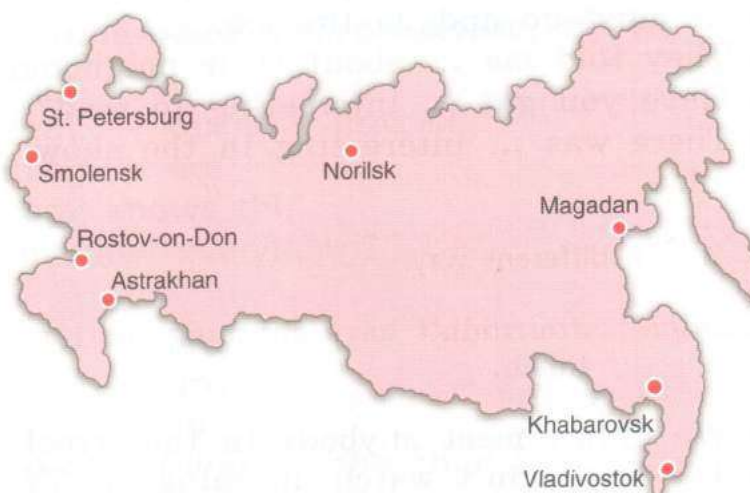 St. Petersburg
Smolensk
Norilsk
Magadan
Rostov-on-Don
Astrakhan
Khabarovsk
Vladivostok